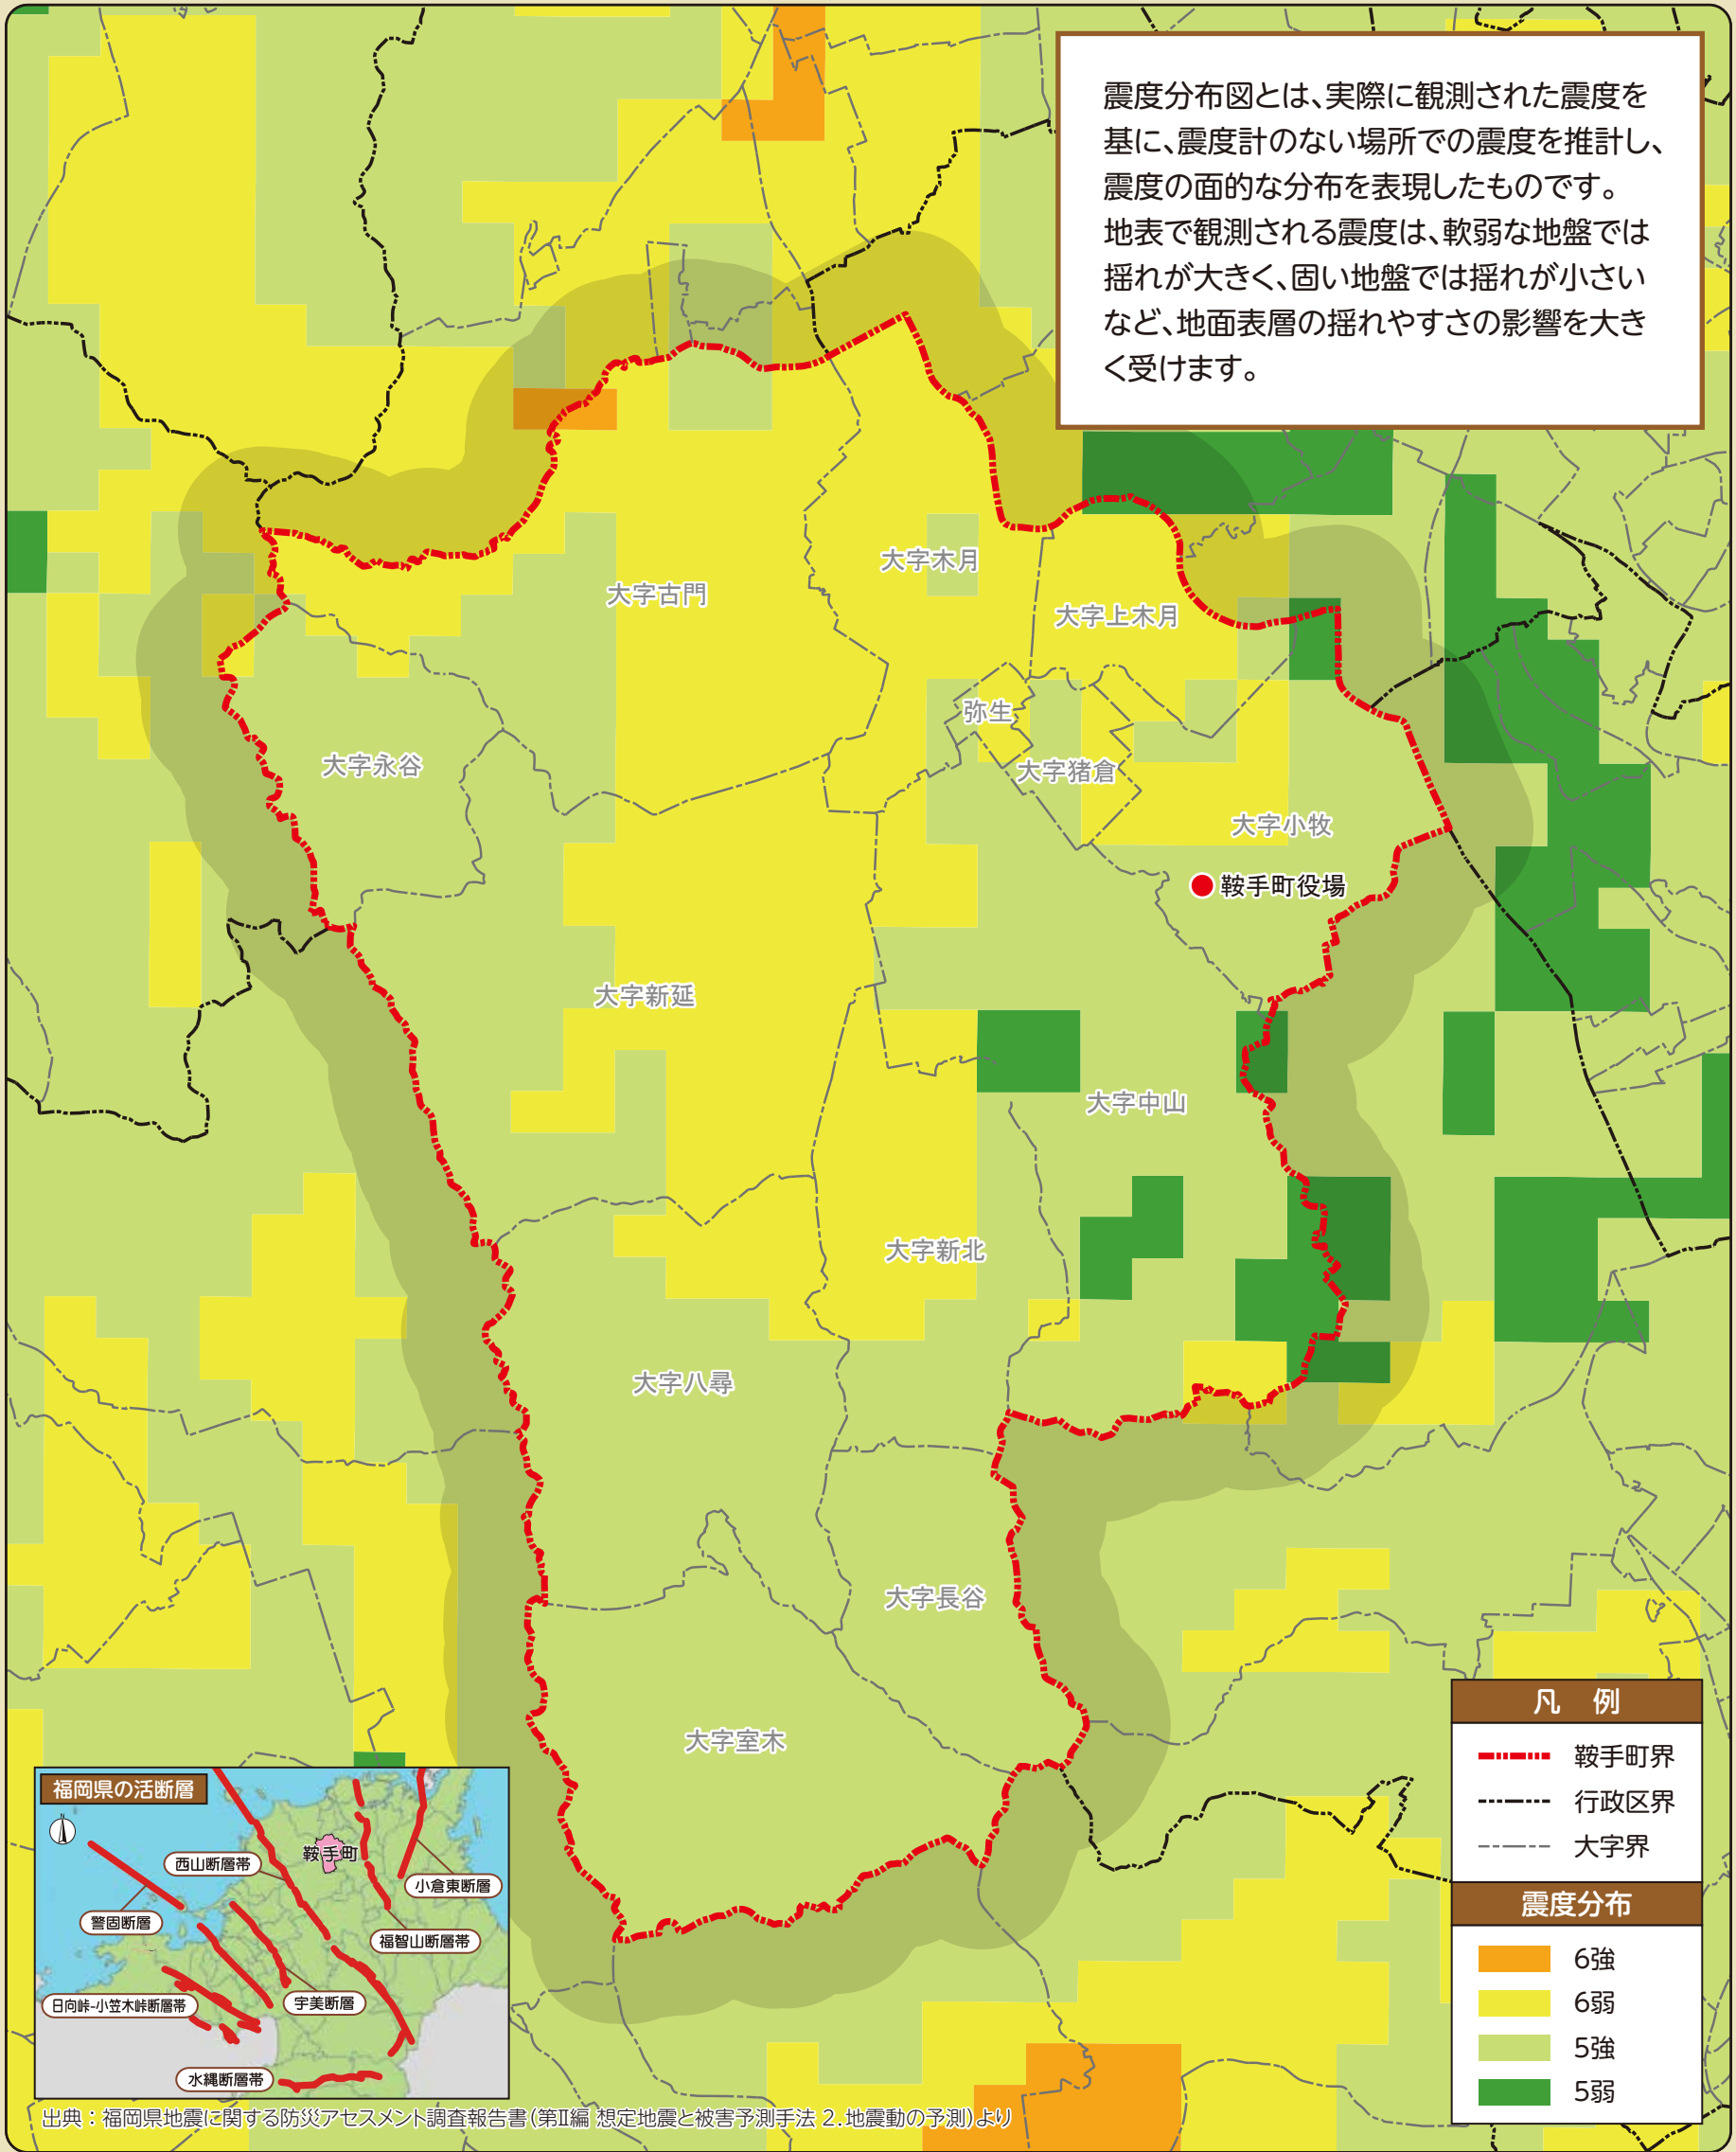 震度分布図とは、実際に観測された震度を
基に、震度計のない場所での震度を推計し、
震度の面的な分布を表現したものです。
地表で観測される震度は、軟弱な地盤では
揺れが大きく、固い地盤では揺れが小さい
など、地面表層の揺れやすさの影響を大き
く受けます。
大字木月
大字古門
大字上木月
弥生
大字永谷
大字猪倉
大字小牧
鞍手町役場
大字新延
大字中山
大字新北
大字八尋
大字長谷
大字室木
凡 例
鞍手町界
行政区界
大字界
震度分布
6強
6弱
5強
5弱
福岡県の活断層
N
鞍手町
西山断層帯
小倉東断層
警固断層
福智山断層帯
日向峠-小笠木峠断層帯
宇美断層
水縄断層帯
出典：福岡県地震に関する防災アセスメント調査報告書（第Ⅱ編 想定地震と被害予測手法 2.地震動の予測）より